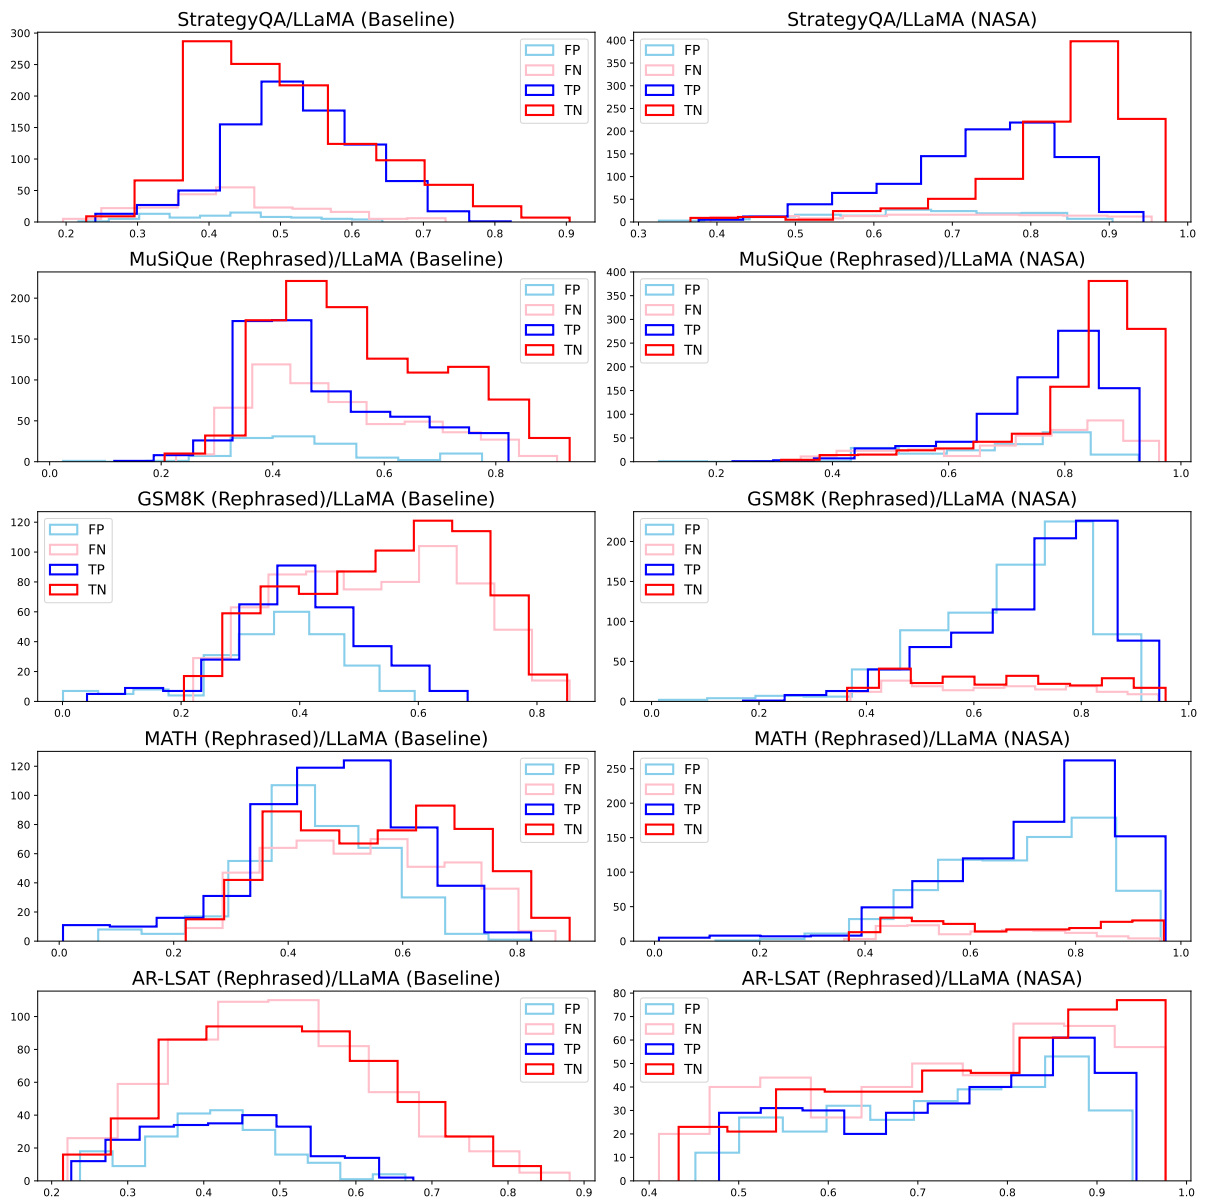 StrategyQA/LLaMA (Baseline)
300
250
200
150
100
50
0
0.2 0.3 0.4 0.5 0.6 0.7 0.8 0.9
FP
FN
TP
TN
StrategyQA/LLaMA (NASA)
400
350
300
250
200
150
100
50
0
0.3 0.4 0.5 0.6 0.7 0.8 0.9 1.0
FP
FN
TP
TN
MuSiQue (Rephrased)/LLaMA (Baseline)
200
150
100
50
0
0.0 0.2 0.4 0.6 0.8
FP
FN
TP
TN
MuSiQue (Rephrased)/LLaMA (NASA)
400
350
300
250
200
150
100
50
0
0.2 0.4 0.6 0.8 1.0
FP
FN
TP
TN
GSM8K (Rephrased)/LLaMA (Baseline)
120
100
80
60
40
20
0
0.0 0.2 0.4 0.6 0.8
FP
FN
TP
TN
GSM8K (Rephrased)/LLaMA (NASA)
200
150
100
50
0
0.0 0.2 0.4 0.6 0.8 1.0
FP
FN
TP
TN
MATH (Rephrased)/LLaMA (Baseline)
120
100
80
60
40
20
0
0.0 0.2 0.4 0.6 0.8
FP
FN
TP
TN
MATH (Rephrased)/LLaMA (NASA)
250
200
150
100
50
0
0.0 0.2 0.4 0.6 0.8 1.0
FP
FN
TP
TN
AR-LSAT (Rephrased)/LLaMA (Baseline)
100
80
60
40
20
0
0.2 0.3 0.4 0.5 0.6 0.7 0.8 0.9
FP
FN
TP
TN
AR-LSAT (Rephrased)/LLaMA (NASA)
80
70
60
50
40
30
20
10
0
0.4 0.5 0.6 0.7 0.8 0.9 1.0
FP
FN
TP
TN